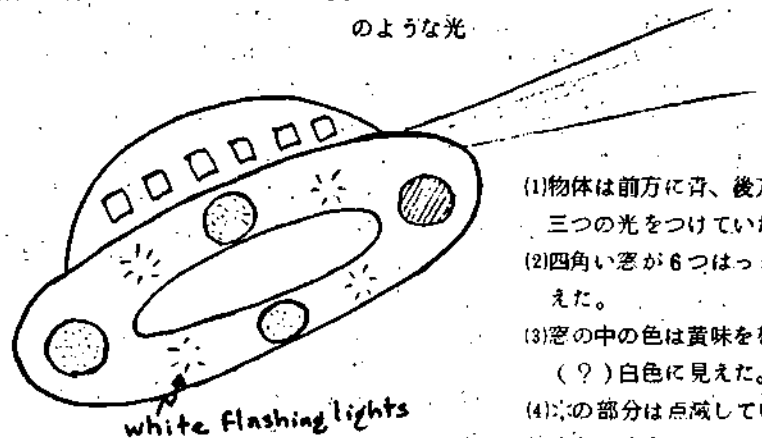 のような光
(1)物体は前方に青、後方
三つの光をつけていた
(2)四角い窓が6つはっ
えた。
(3)窓の中の色は黄味を
(?)白色に見えた。
の部分は点滅してい
white flashing lights